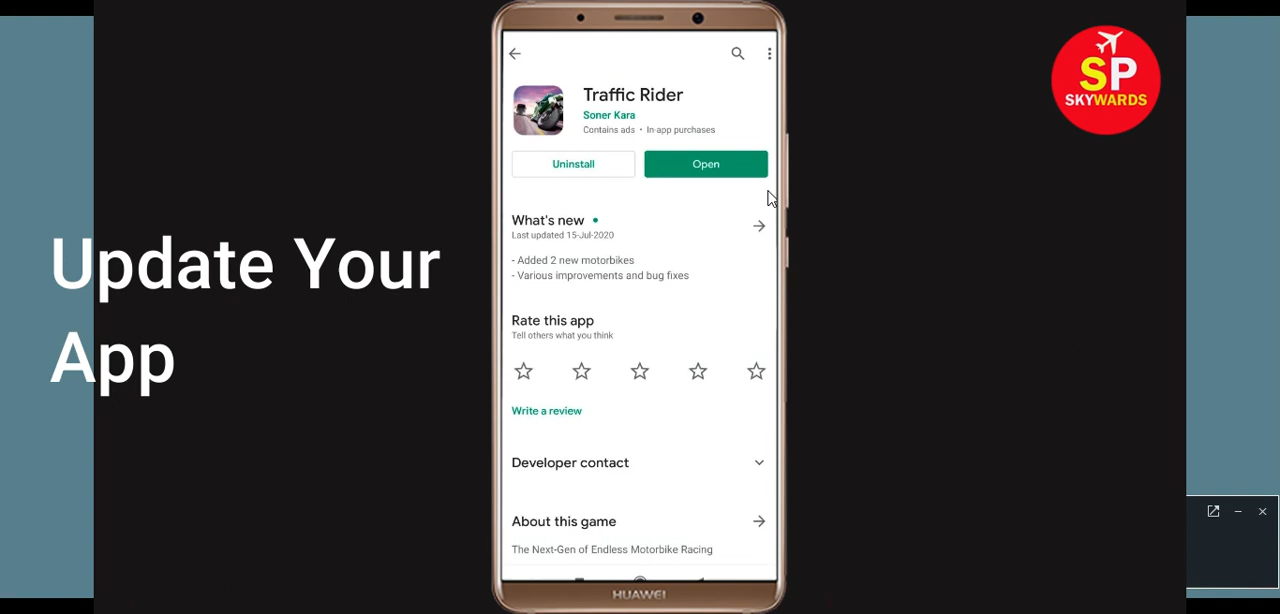 SP
SKYWARDS
Update Your
App
Traffic Rider
Soner Kara
Contains ads • In-app purchases
Uninstall
Open
What's new
Last updated 15-Jul-2020
- Added 2 new motorbikes
- Various improvements and bug fixes
Rate this app
Tell others what you think
Write a review
Developer contact
About this game
The Next-Gen of Endless Motorbike Racing
HUAWEI